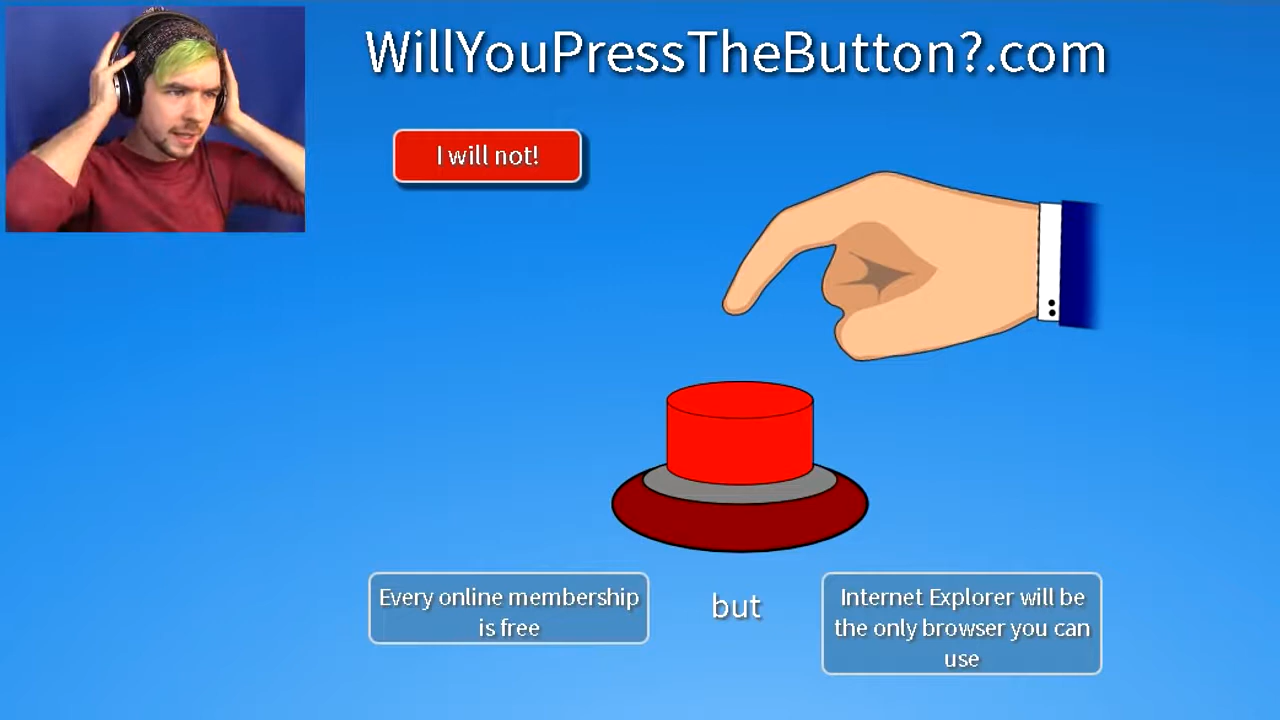 WillYouPressTheButton?.com
I will not!
Every online membership
is free
but
Internet Explorer will be
the only browser you can
use